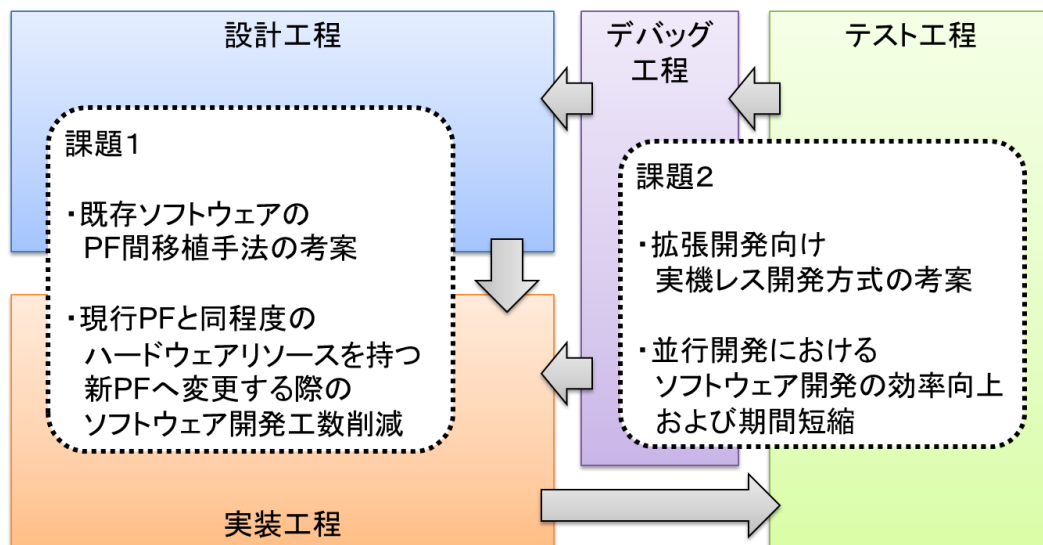 設計工程
デバッグ
工程
テスト工程
課題1
・既存ソフトウェアの
PF間移植手法の考案
・現行PFと同程度の
ハードウェアリソースを持つ
新PFへ変更する際の
ソフトウェア開発工数削減
課題2
・拡張開発向け
実機レス開発方式の考案
・並行開発における
ソフトウェア開発の効率向上
および期間短縮
実装工程